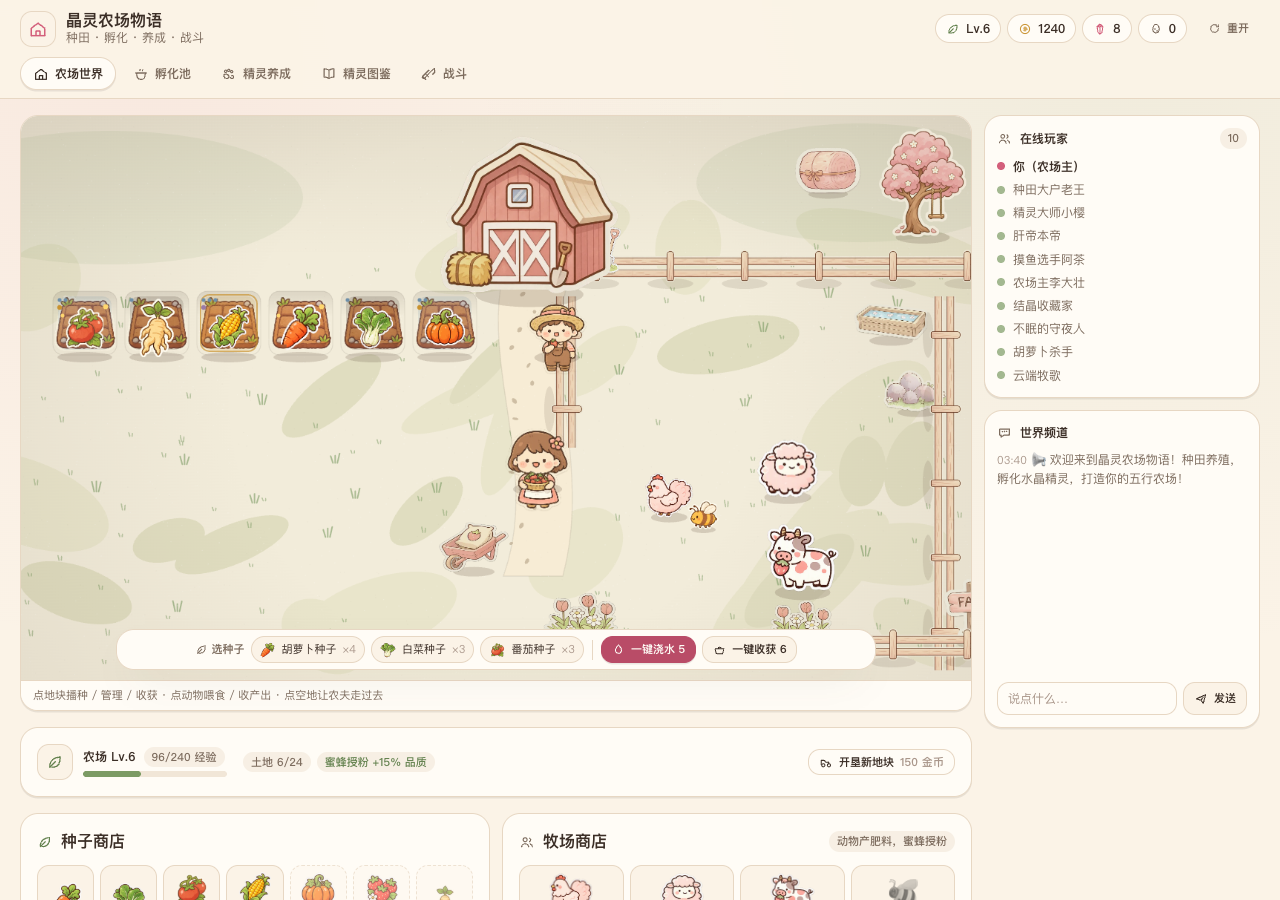 晶灵农场物语
种田 · 孵化 · 养成 · 战斗
Lv.6
1240
8
0
重开
农场世界
孵化池
精灵养成
精灵图鉴
战斗
选种子
胡萝卜种子 ×4
白菜种子 ×3
番茄种子 ×3
一键浇水 5
一键收获 6
FA
点地块播种 / 管理 / 收获 · 点动物喂食 / 收产出 · 点空地让农夫走过去
农场 Lv.6
96/240 经验
土地 6/24
蜜蜂授粉 +15% 品质
开垦新地块 150 金币
种子商店
牧场商店
动物产肥料，蜜蜂授粉
在线玩家
10
你（农场主）
种田大户老王
精灵大师小樱
肝帝本帝
摸鱼选手阿茶
农场主李大壮
结晶收藏家
不眠的守夜人
胡萝卜杀手
云端牧歌
世界频道
03:40 📢 欢迎来到晶灵农场物语！种田养殖，
孵化水晶精灵，打造你的五行农场！
说点什么...
发送